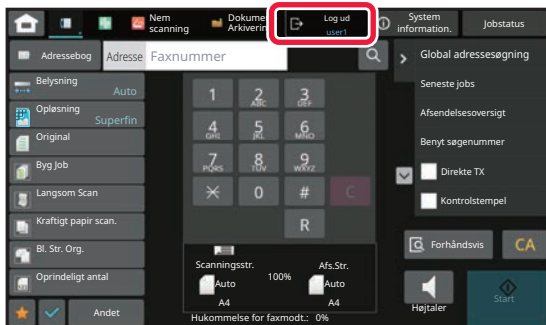 Nem scanning
Dokument Arkivering
Log ud
user1
System information.
Jobstatus
Adressebog
Adresse
Faxnummer
Global adressesøgning
Seneste jobs
Afsendelsesoversigt
Benyt søgenummer
Direkte TX
Kontrolstempel
Forhåndsvis
CA
Højtaler
Start
Belysning
Auto
Opløsning
Superfin
Original
Byg Job
Langsom Scan
Kraftigt papir scan.
Bl. Str. Org.
Oprindeligt antal
Andet
1
2
ABC
3
DEF
4
GHI
5
JKL
6
MNO
7
PQRS
8
TUV
9
WXYZ
0
#
C
R
Scanningsstr.
Auto
A4
100%
Afs.Str.
Auto
A4
Hukommelse for faxmodt.: 0%